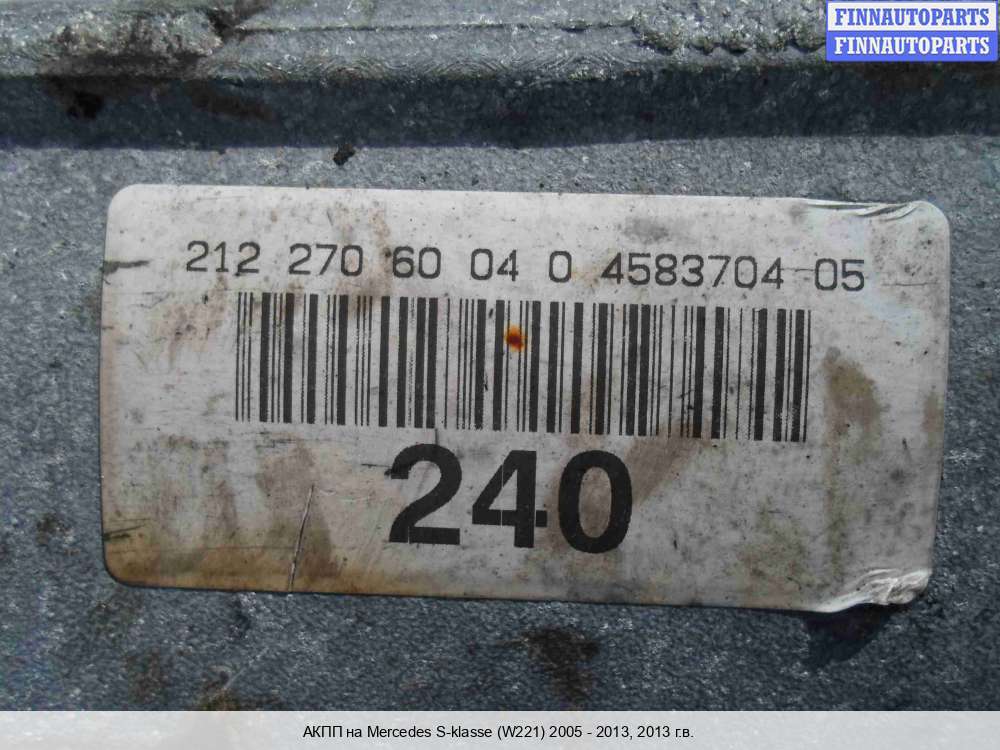 FINNAUTOPARTS
FINNAUTOPARTS
212 270 60 04 0 4583704 05
240
АКПП на Mercedes S-klasse (W221) 2005 - 2013, 2013 г.в.